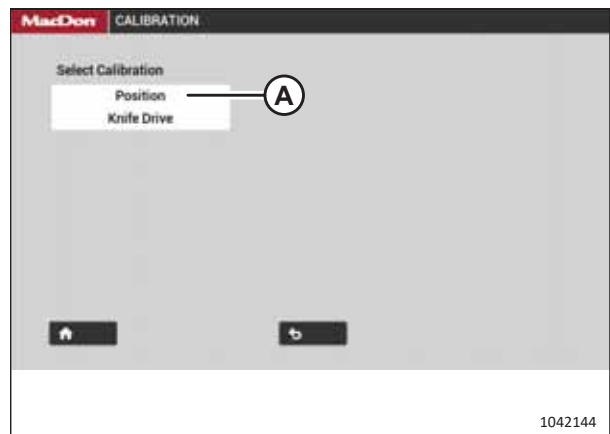 MacDon CALIBRATION
Select Calibration
Position
A
Knife Drive
1042144